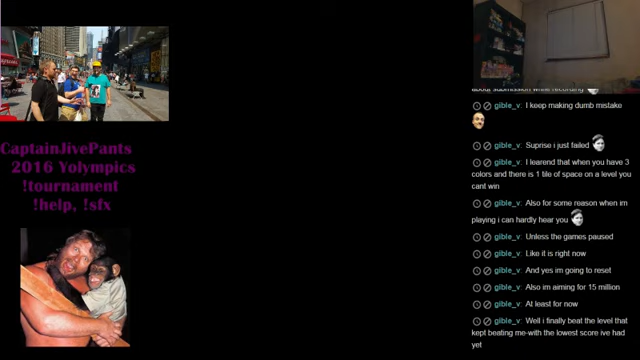 CaptainJivePants
2016 Yolympics
!tournament
!help, !sfx
about submission while recording
gible_v: I keep making dumb mistake
gible_v: Suprise i just failed
gible_v: I learend that when you have 3
colors and there is 1 tile of space on a level you
cant win
gible_v: Also for some reason when im
playing i can hardly hear you
gible_v: Unless the games paused
gible_v: Like it is right now
gible_v: And yes im going to reset
gible_v: Also im aiming for 15 million
gible_v: At least for now
gible_v: Well i finally beat the level that
kept beating me-with the lowest score ive had
yet